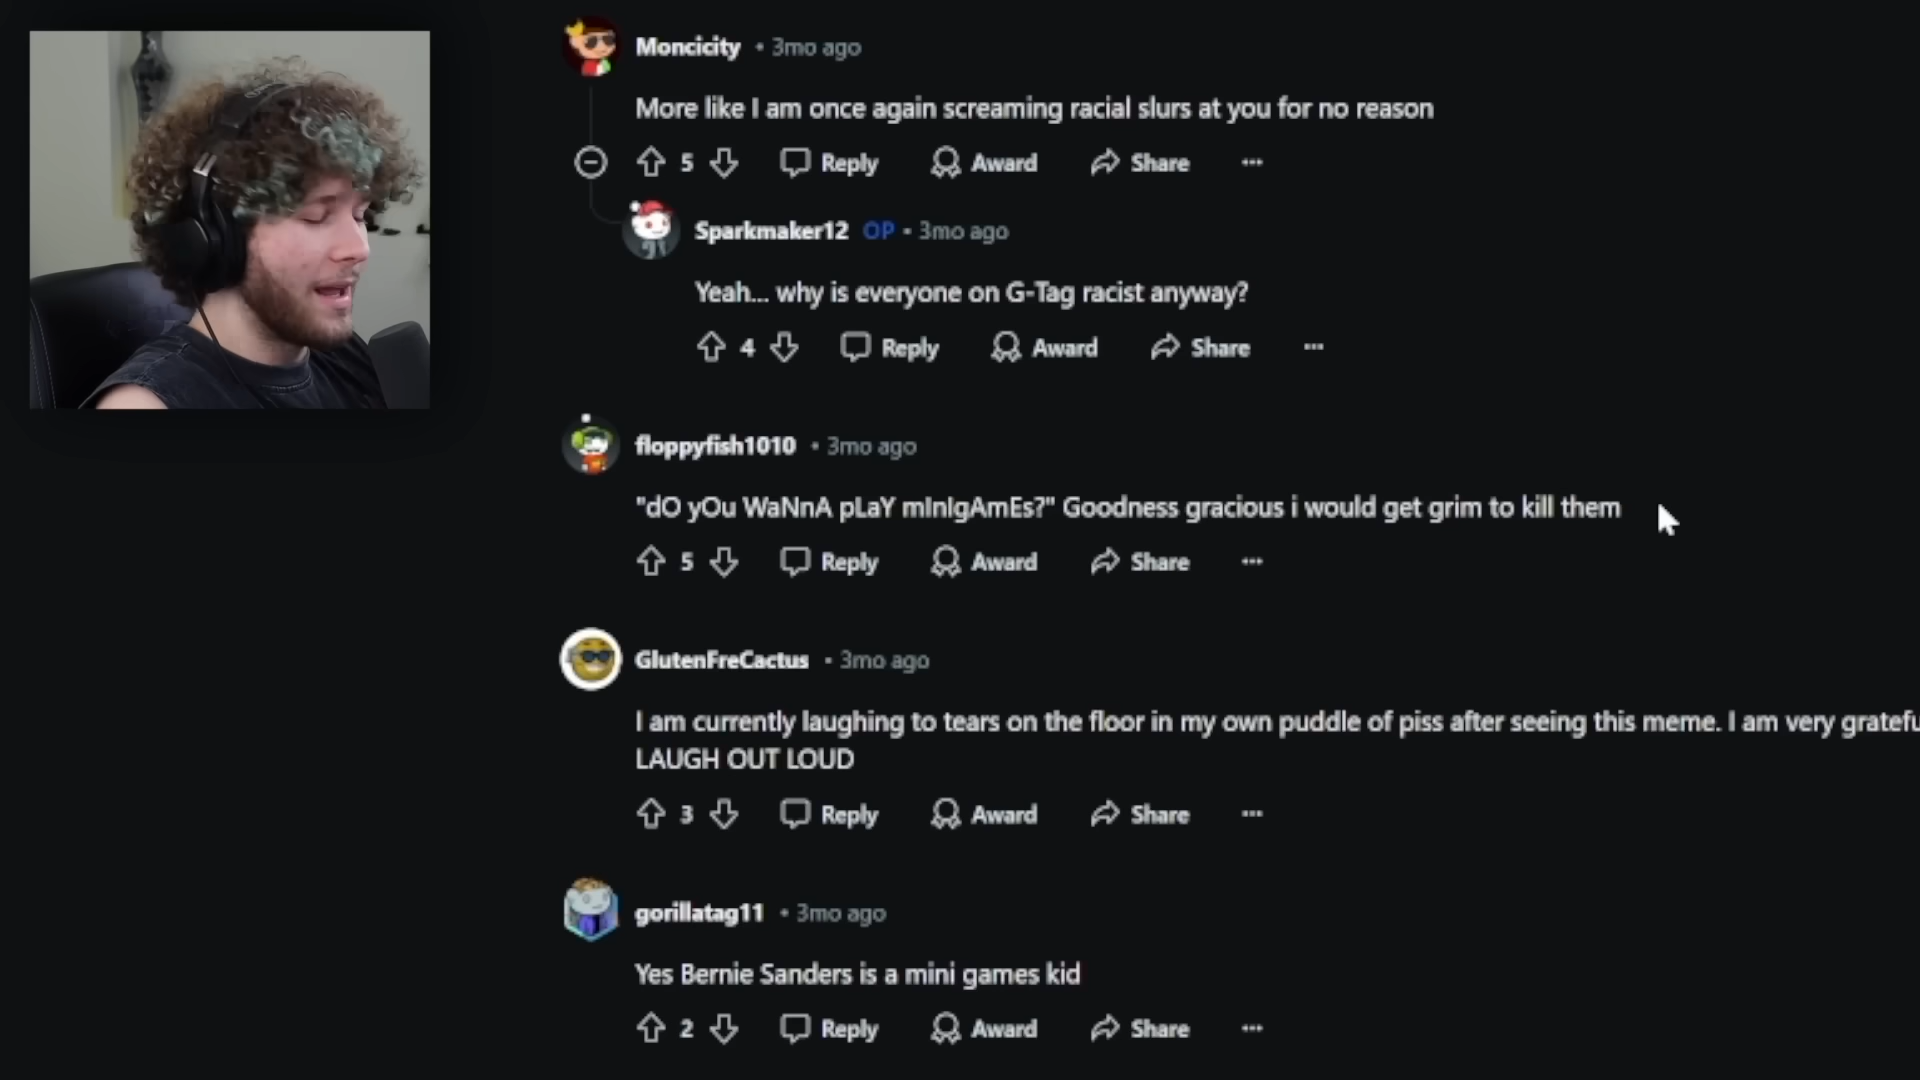 Moncicity • 3mo ago
More like I am once again screaming racial slurs at you for no reason
5 Reply Award Share ...
Sparkmaker12 OP • 3mo ago
Yeah... why is everyone on G-Tag racist anyway?
4 Reply Award Share ...
floppyfish1010 • 3mo ago
"dO yOu WaNnA pLaY mInIgAmEs?" Goodness gracious i would get grim to kill them
5 Reply Award Share ...
GlutenFreCactus • 3mo ago
I am currently laughing to tears on the floor in my own puddle of piss after seeing this meme. I am very gratefu
LAUGH OUT LOUD
3 Reply Award Share ...
gorillatag11 • 3mo ago
Yes Bernie Sanders is a mini games kid
2 Reply Award Share ...